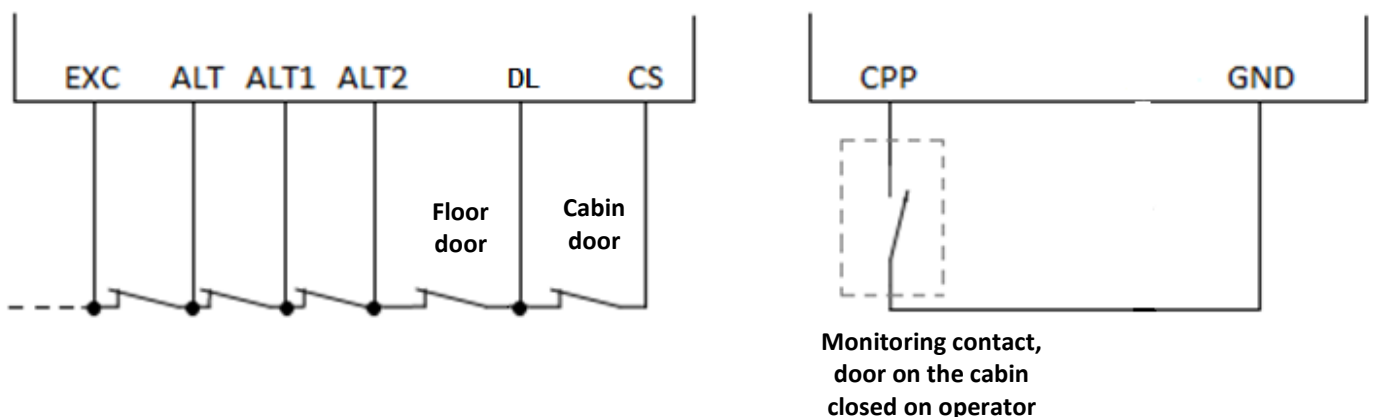 EXC ALT ALT1 ALT2 DL CS
CPP GND
Floor
door
Cabin
door
Monitoring contact,
door on the cabin
closed on operator